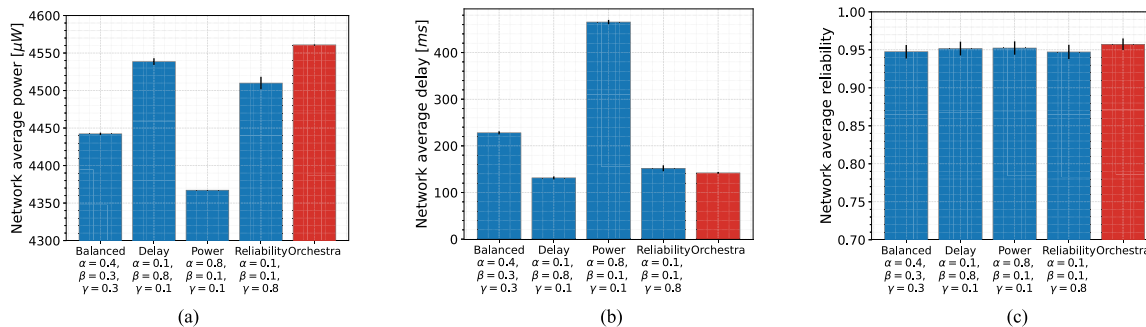 Network average power [μW]
4600
4550
4500
4450
4400
4350
4300
Balanced Delay Power Reliability Orchestra
α = 0.4, α = 0.1, α = 0.8, α = 0.1,
β = 0.3, β = 0.8, β = 0.1, β = 0.1,
γ = 0.3 γ = 0.1 γ = 0.1 γ = 0.8
(a)
Network average delay [ms]
400
300
200
100
0
Balanced Delay Power Reliability Orchestra
α = 0.4, α = 0.1, α = 0.8, α = 0.1,
β = 0.3, β = 0.8, β = 0.1, β = 0.1,
γ = 0.3 γ = 0.1 γ = 0.1 γ = 0.8
(b)
Network average reliability
1.00
0.95
0.90
0.85
0.80
0.75
0.70
Balanced Delay Power Reliability Orchestra
α = 0.4, α = 0.1, α = 0.8, α = 0.1,
β = 0.3, β = 0.8, β = 0.1, β = 0.1,
γ = 0.3 γ = 0.1 γ = 0.1 γ = 0.8
(c)